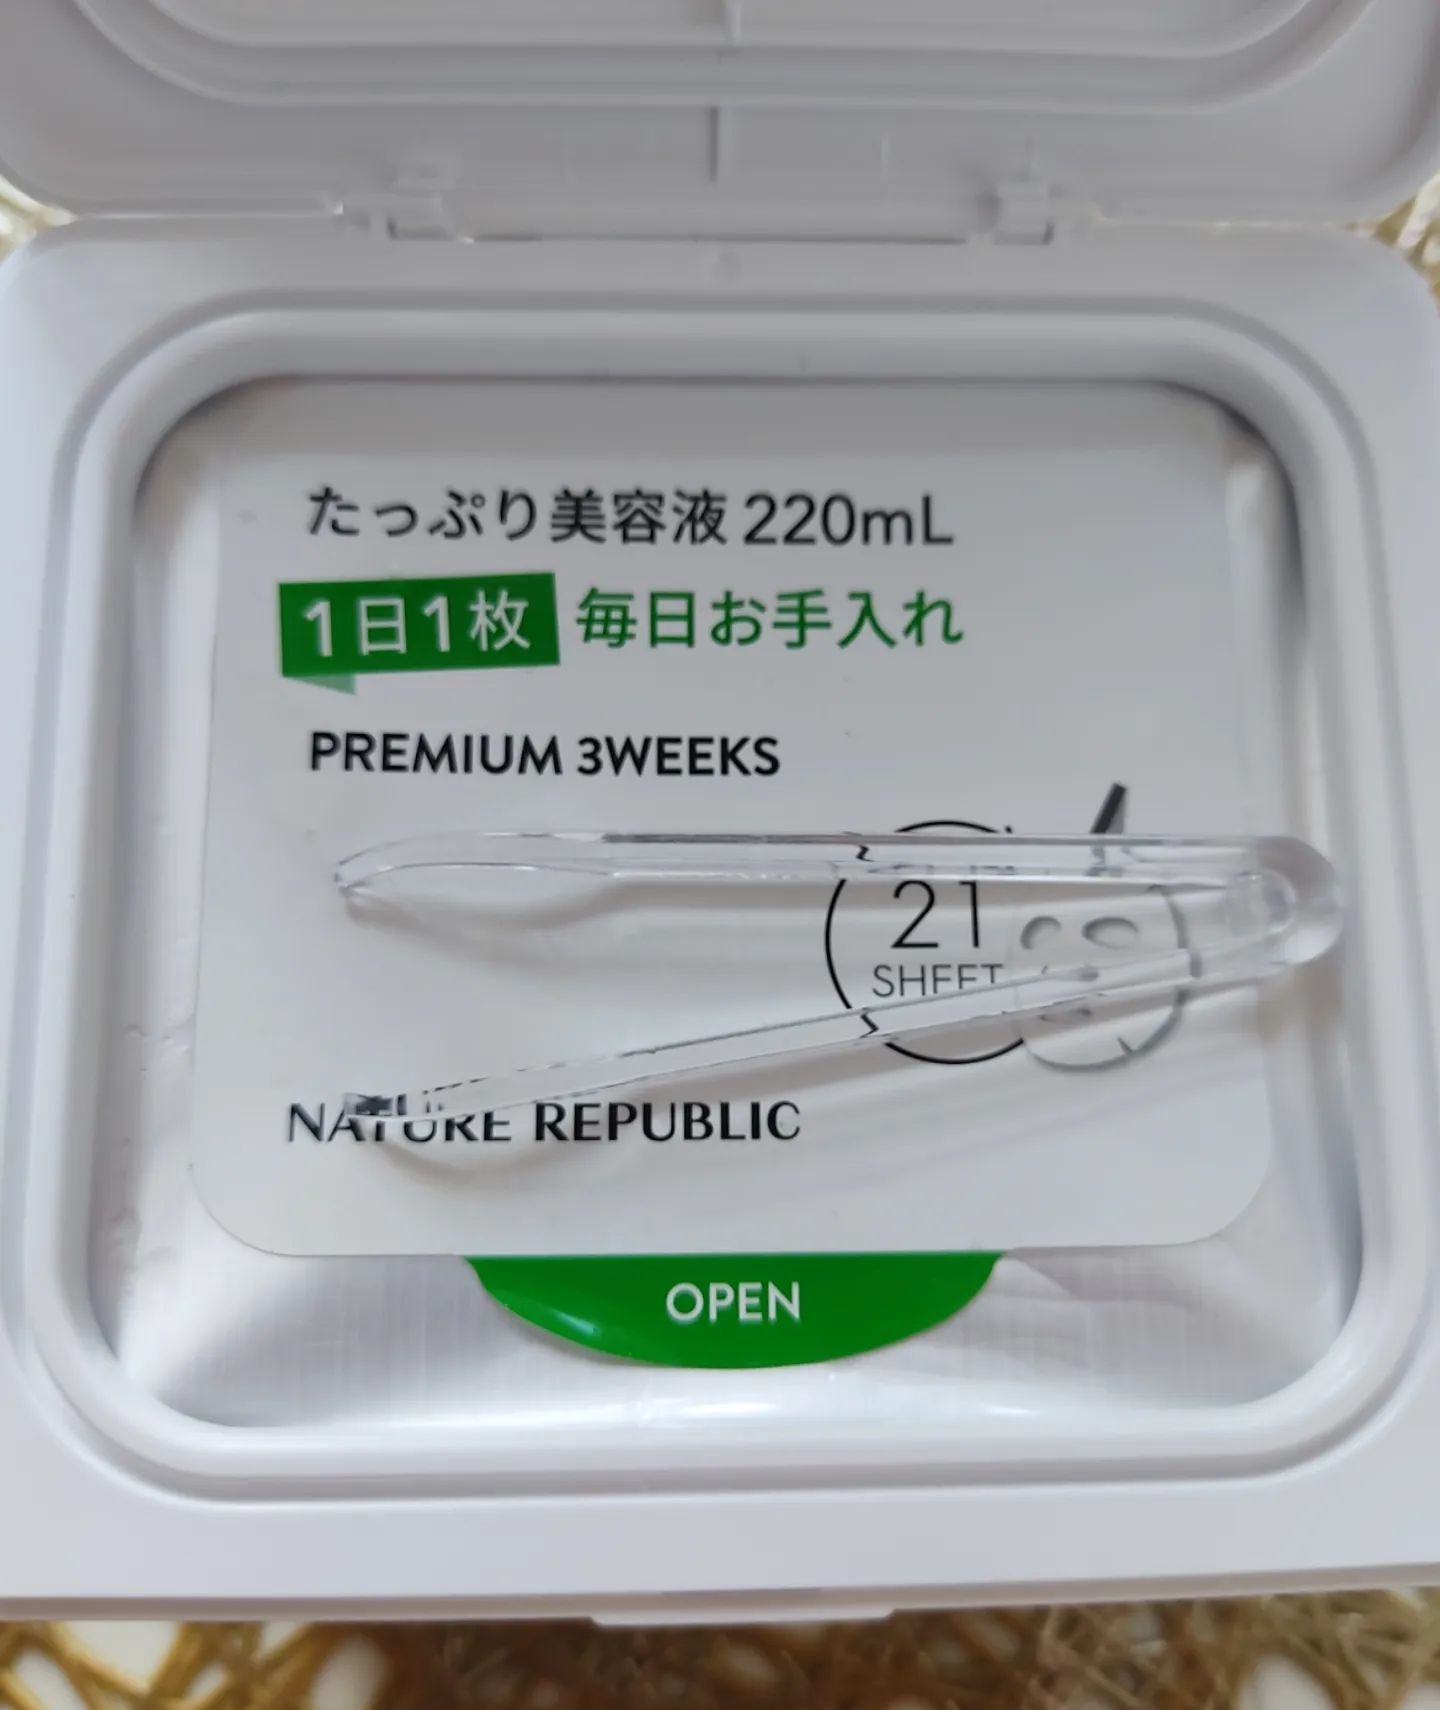 たっぷり美容液 220mL
1日1枚 毎日お手入れ
PREMIUM 3WEEKS
21
SHEET
NATURE REPUBLIC
OPEN